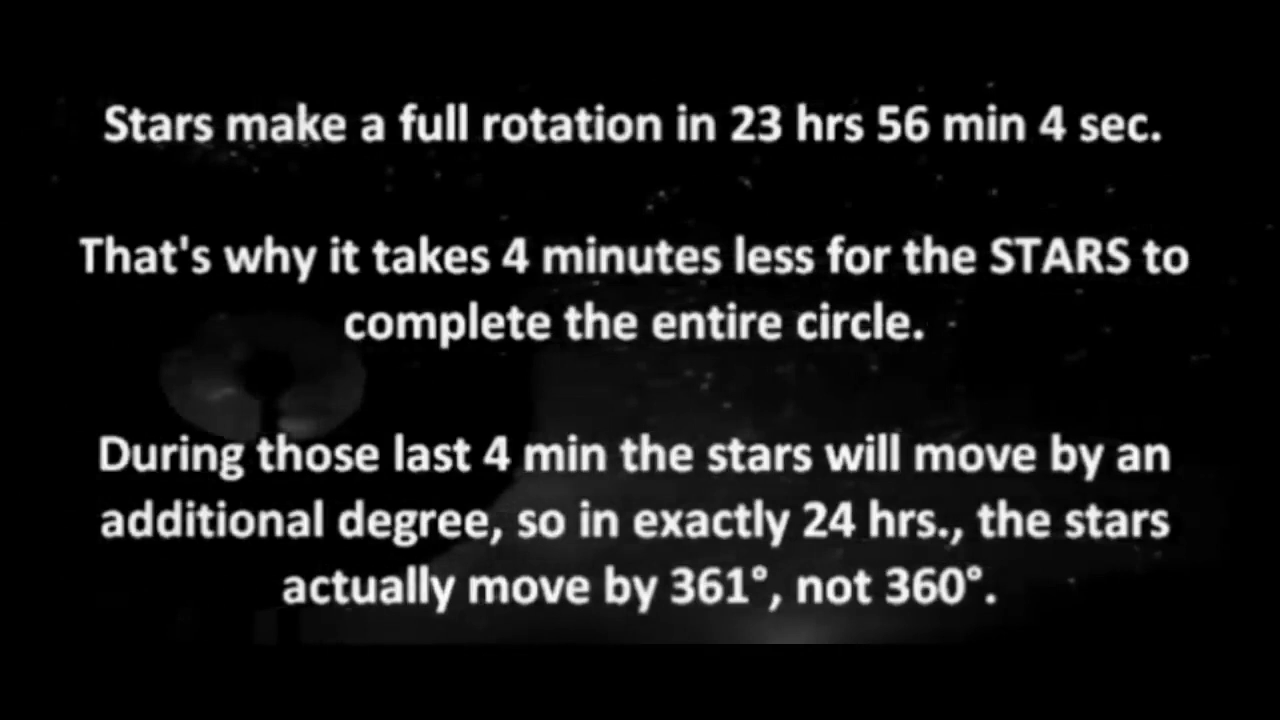 Stars make a full rotation in 23 hrs 56 min 4 sec.
That's why it takes 4 minutes less for the STARS to
complete the entire circle.
During those last 4 min the stars will move by an
additional degree, so in exactly 24 hrs., the stars
actually move by 361°, not 360°.